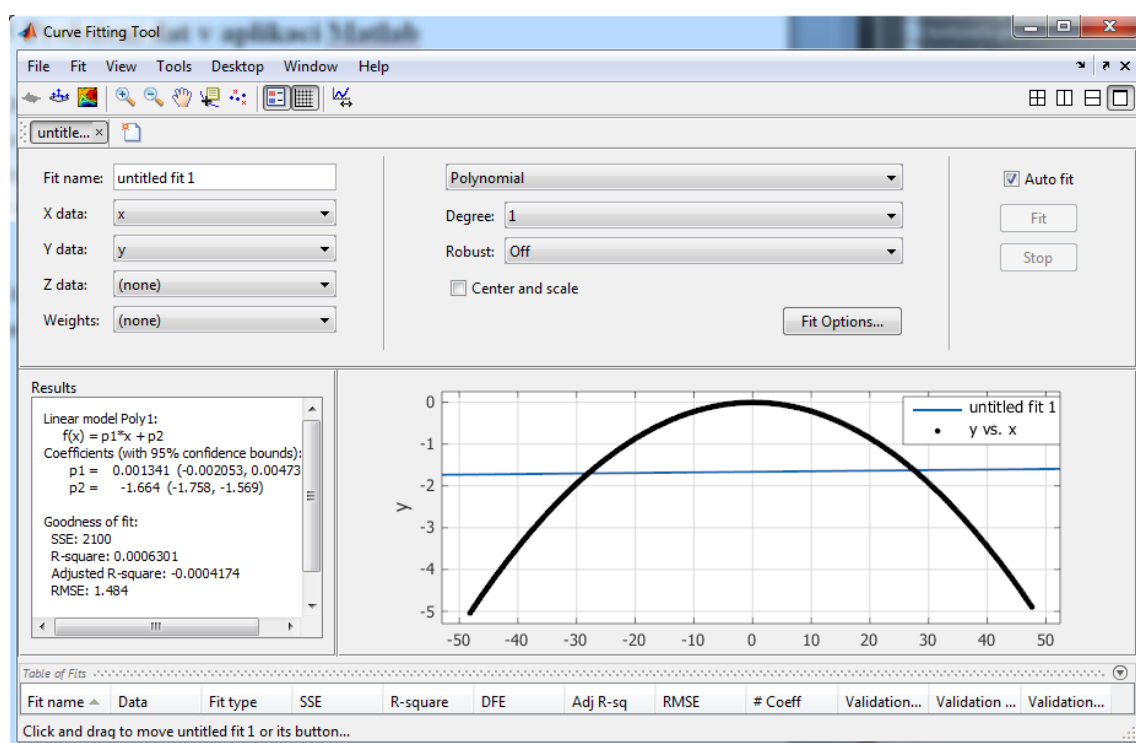 v aplikaci Matlab
Curve Fitting Tool
File Fit View Tools Desktop Window Help
untitle... ×
Fit name: untitled fit 1
X data: x
Y data: y
Z data: (none)
Weights: (none)
Polynomial
Degree: 1
Robust: Off
Center and scale
Fit Options...
Auto fit
Fit
Stop
Results
Linear model Poly1:
f(x) = p1*x + p2
Coefficients (with 95% confidence bounds):
p1 = 0.001341 (-0.002053, 0.00473
p2 = -1.664 (-1.758, -1.569)
Goodness of fit:
SSE: 2100
R-square: 0.0006301
Adjusted R-square: -0.0004174
RMSE: 1.484
untitled fit 1
y vs. x
0
-1
-2
-3
-4
-5
y
-50 -40 -30 -20 -10 0 10 20 30 40 50
Table of Fits
Fit name Data Fit type SSE R-square DFE Adj R-sq RMSE # Coeff Validation... Validation ... Validation...
Click and drag to move untitled fit 1 or its button...